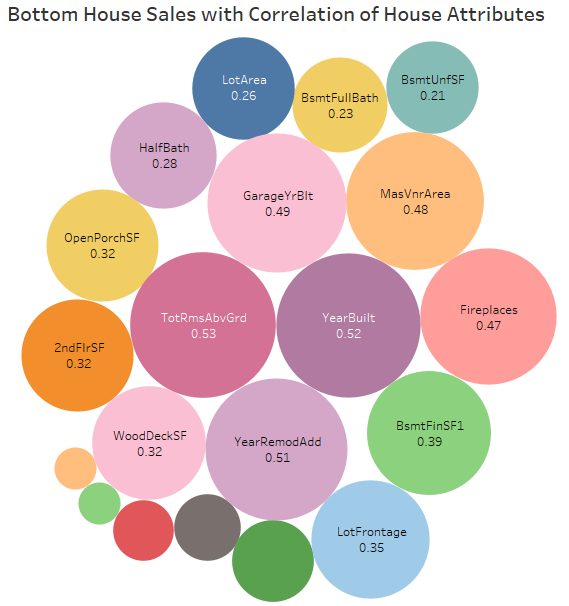 Bottom House Sales with Correlation of House Attributes
LotArea
0.26
BsmtFullBath
0.23
BsmtUnfSF
0.21
HalfBath
0.28
GarageYrBlt
0.49
MasVnrArea
0.48
OpenPorchSF
0.32
TotRmsAbvGrd
0.53
YearBuilt
0.52
Fireplaces
0.47
2ndFlrSF
0.32
WoodDeckSF
0.32
YearRemodAdd
0.51
BsmtFinSF1
0.39
LotFrontage
0.35